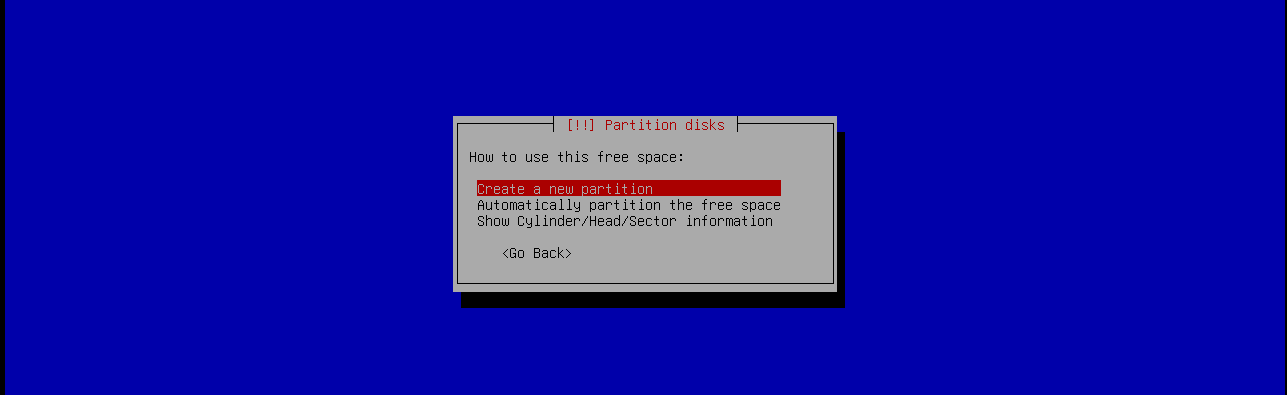 [!!] Partition disks
How to use this free space:
Create a new partition
Automatically partition the free space
Show Cylinder/Head/Sector information
<Go Back>